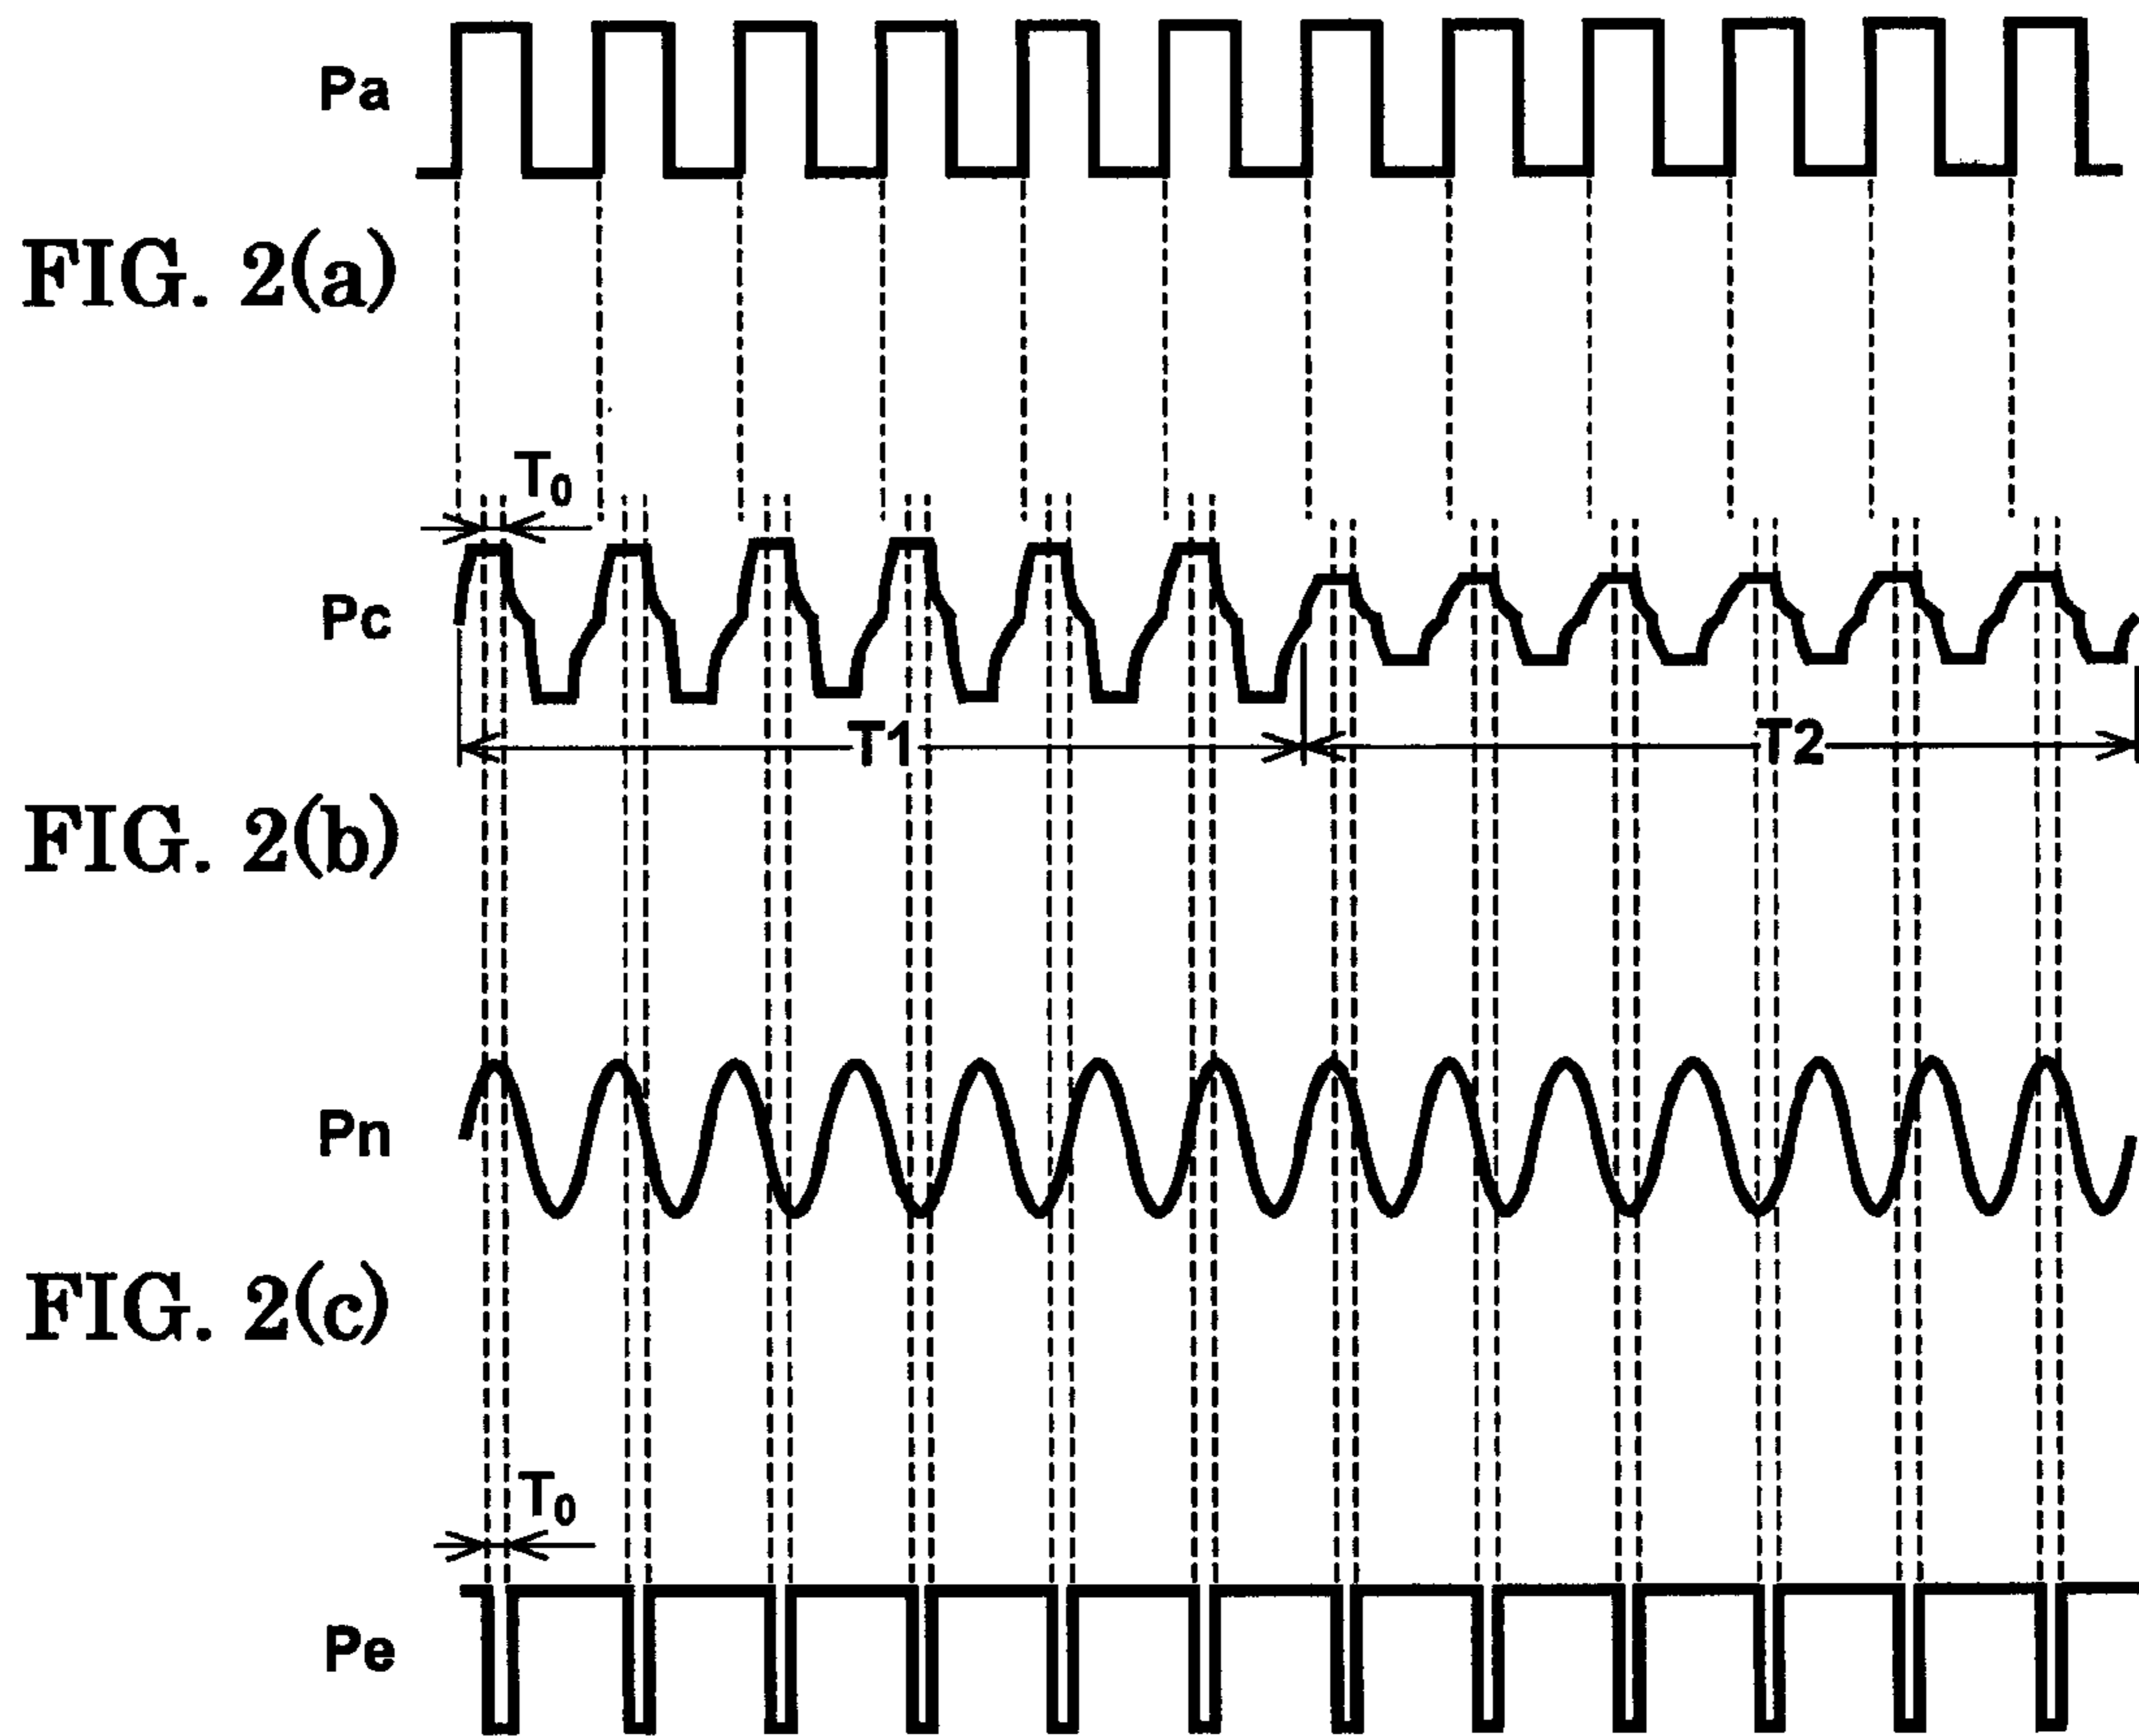 Pa
FIG. 2(a)
T0
Pc
T1 T2
FIG. 2(b)
Pn
FIG. 2(c)
T0
Pe